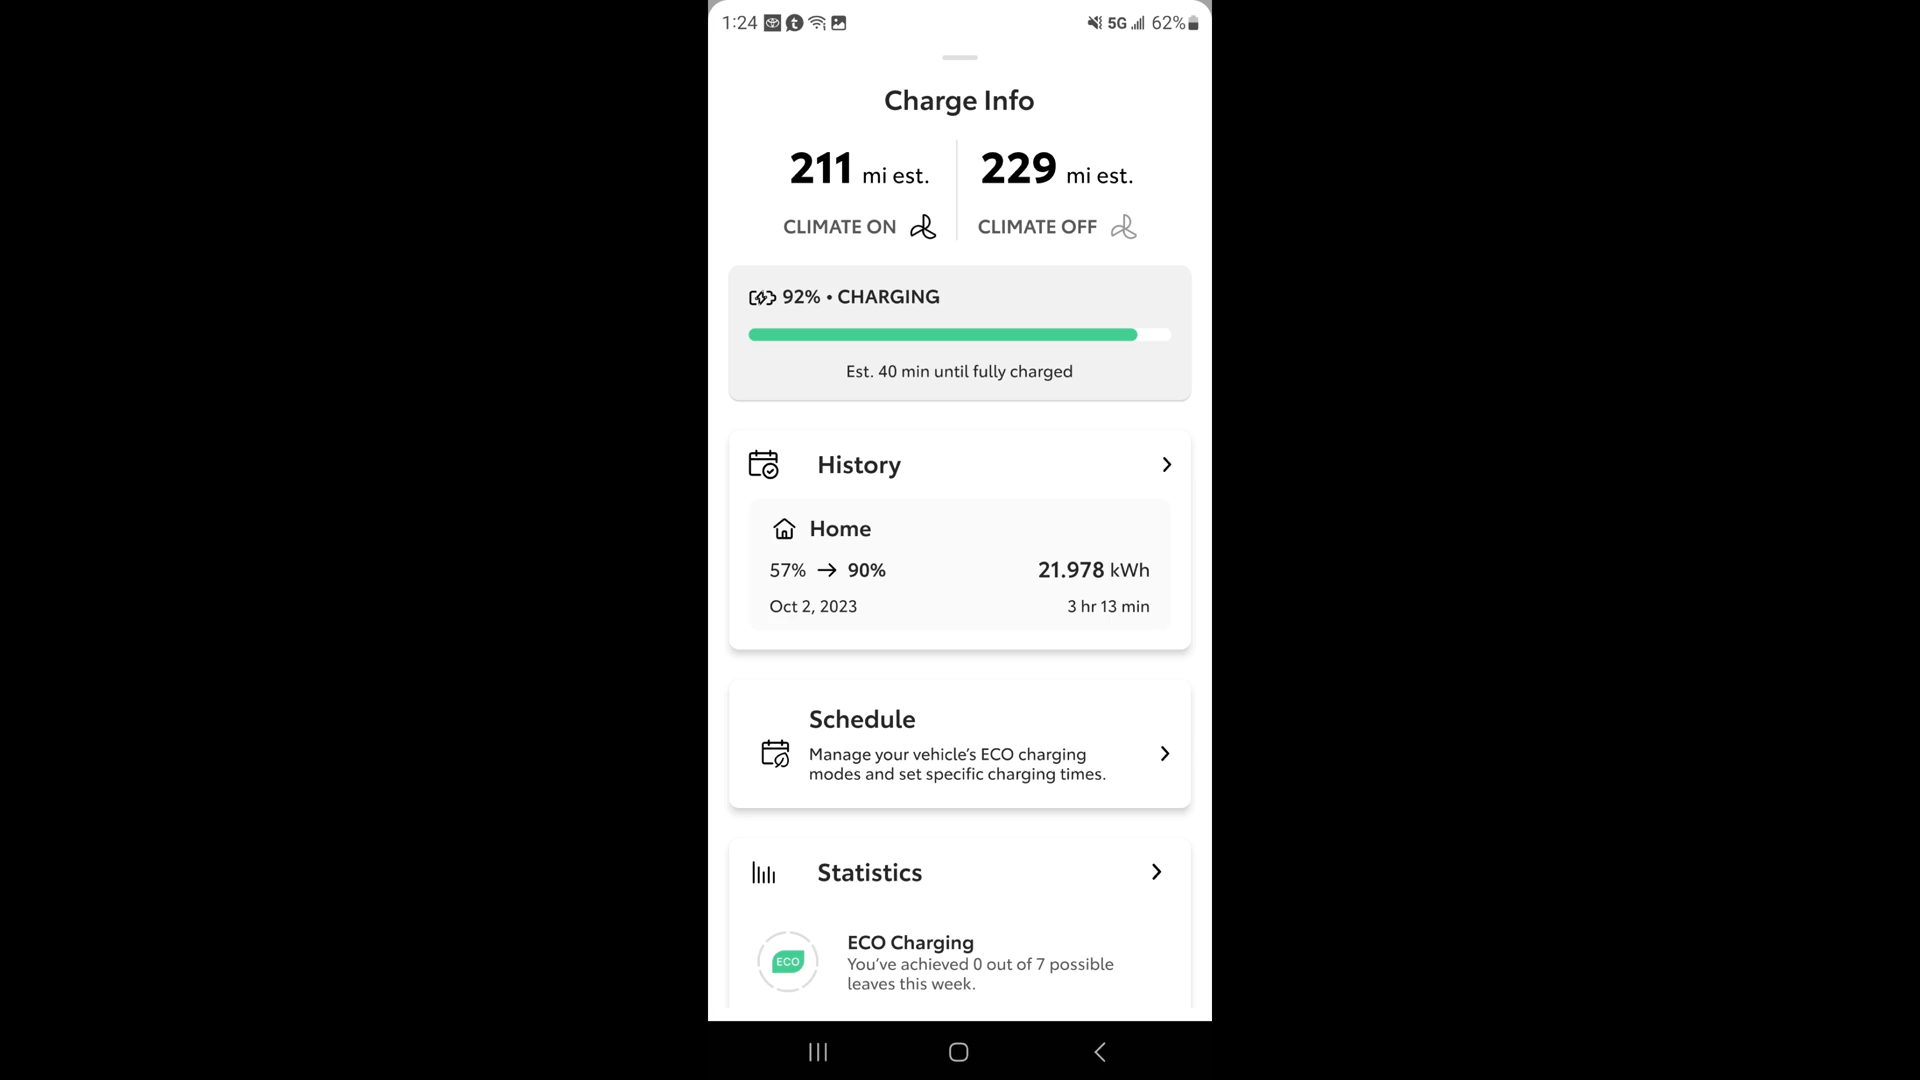 1:24 5G 62%
Charge Info
211 mi est. 229 mi est.
CLIMATE ON CLIMATE OFF
92% • CHARGING
Est. 40 min until fully charged
History
Home
57% → 90% 21.978 kWh
Oct 2, 2023 3 hr 13 min
Schedule
Manage your vehicle’s ECO charging
modes and set specific charging times.
Statistics
ECO Charging
ECO
You’ve achieved 0 out of 7 possible
leaves this week.